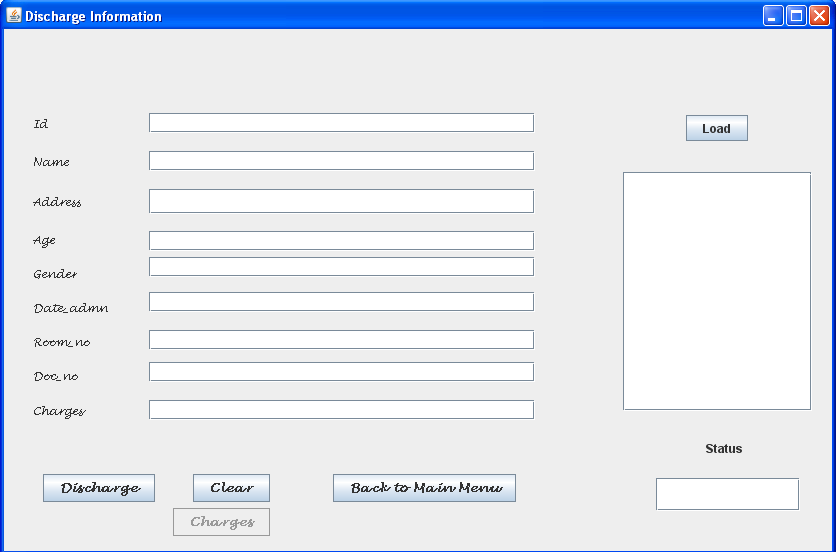 Discharge Information
Id
Load
Name
Address
Age
Gender
Date_admn
Room_no
Doc_no
Charges
Status
Discharge
Clear
Back to Main Menu
Charges